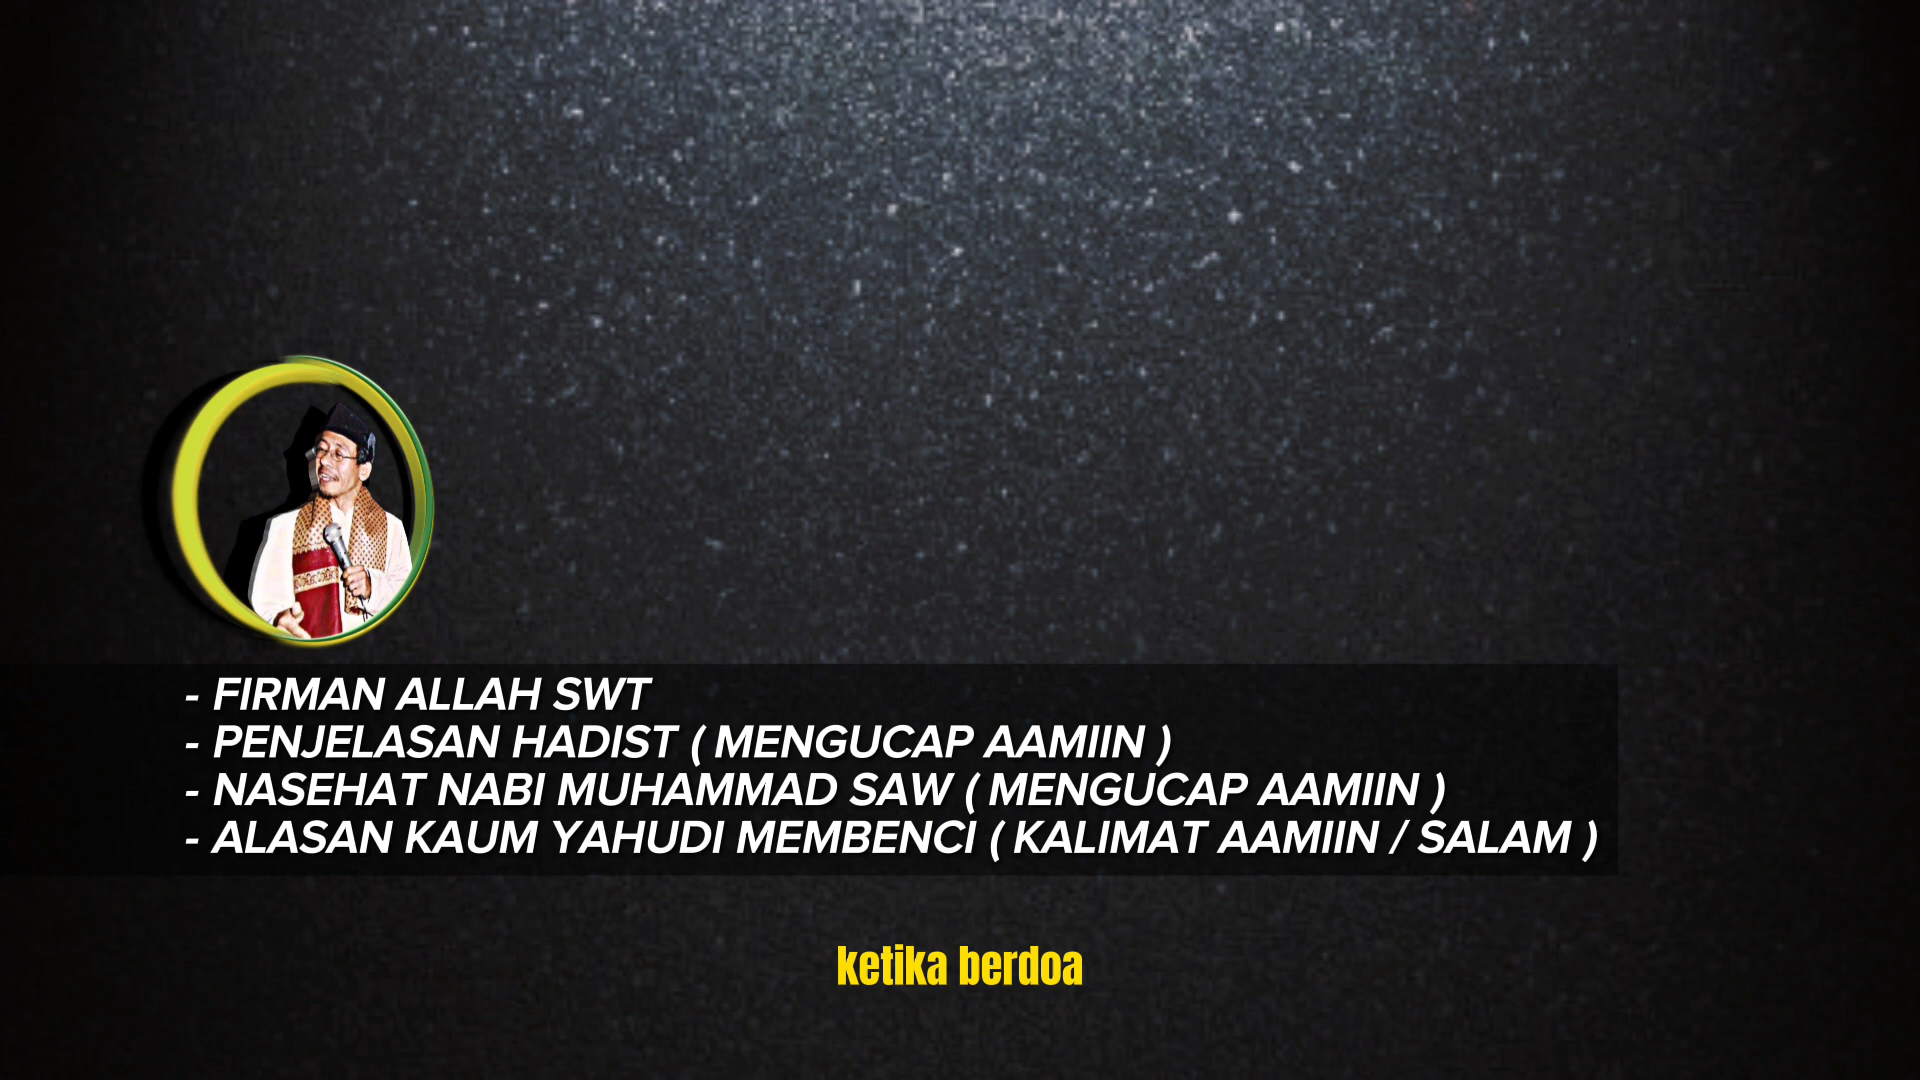 - FIRMAN ALLAH SWT
- PENJELASAN HADIST ( MENGUCAP AAMIIN )
- NASEHAT NABI MUHAMMAD SAW ( MENGUCAP AAMIIN )
- ALASAN KAUM YAHUDI MEMBENCI ( KALIMAT AAMIIN / SALAM )
ketika berdoa